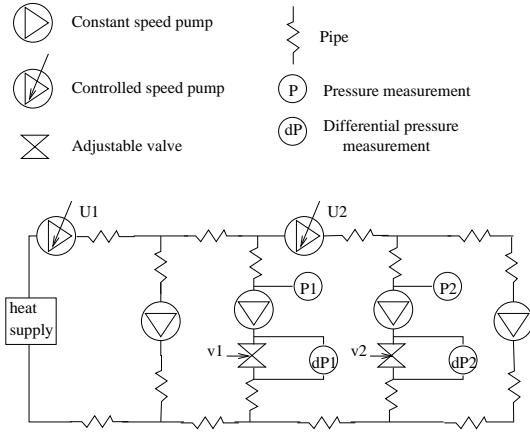 Constant speed pump
Pipe
Controlled speed pump
P
Pressure measurement
Adjustable valve
dP
Differential pressure
measurement
U1
U2
P1
P2
heat
supply
v1
dP1
v2
dP2